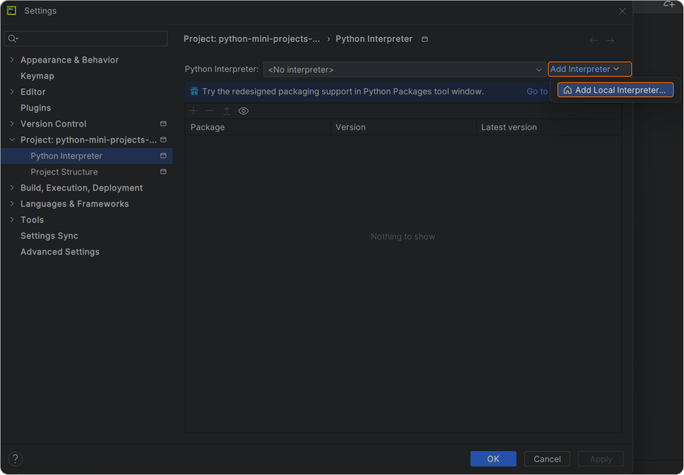 Settings
Project: python-mini-projects-... › Python Interpreter
Appearance & Behavior
Keymap
Editor
Plugins
Version Control
Project: python-mini-projects-...
Python Interpreter
Project Structure
Build, Execution, Deployment
Languages & Frameworks
Tools
Settings Sync
Advanced Settings
Python Interpreter: <No interpreter> Add Interpreter
Add Local Interpreter...
Try the redesigned packaging support in Python Packages tool window. Go to
Package Version Latest version
Nothing to show
? OK Cancel Apply